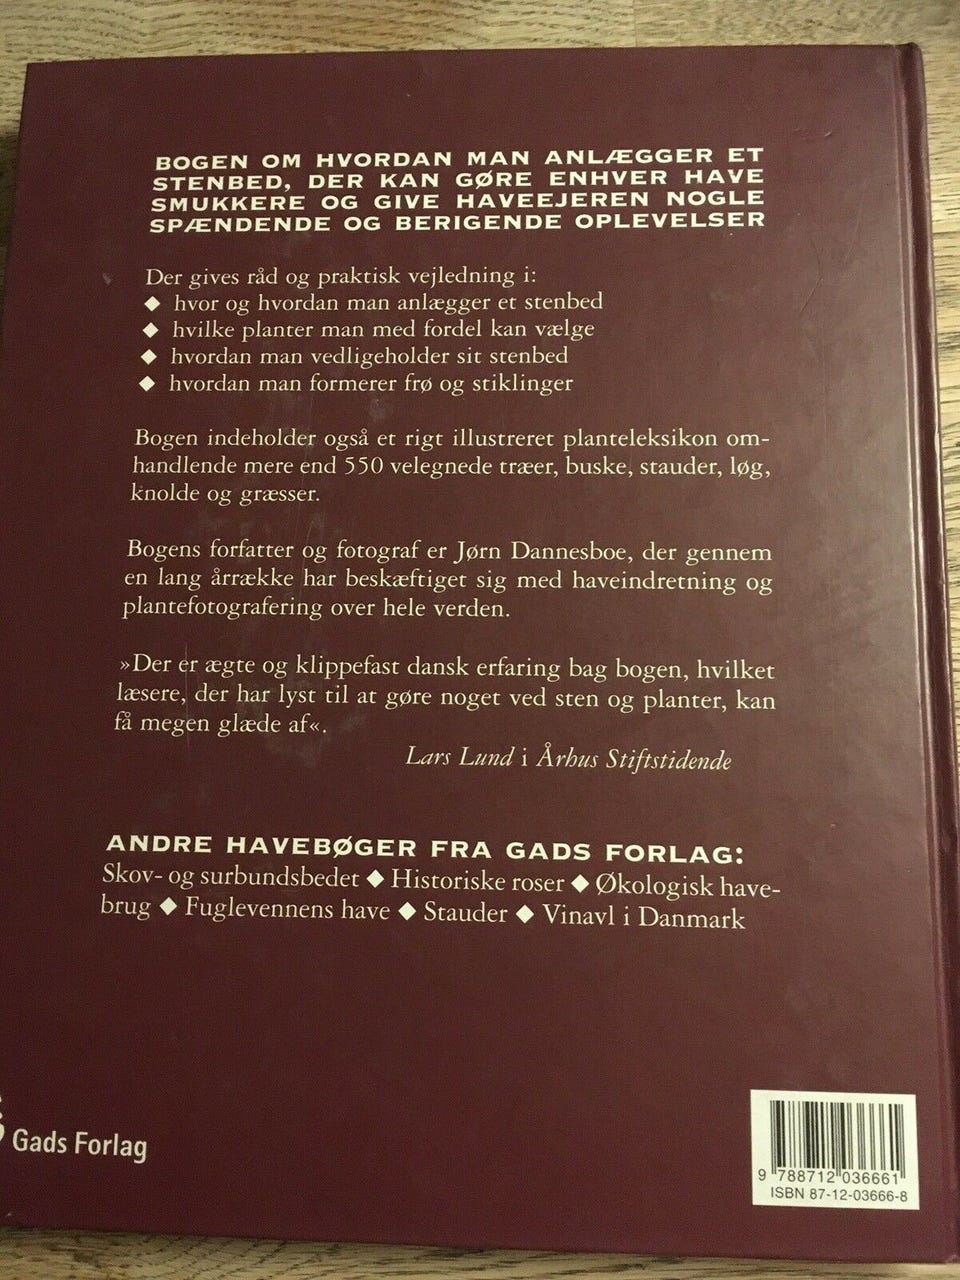 BOGEN OM HVORDAN MAN ANLÆGGER ET
STENBED, DER KAN GØRE ENHVER HAVE
SMUKKERE OG GIVE HAVEEJEREN NOGLE
SPÆNDENDE OG BERIGENDE OPLEVELSER
Der gives råd og praktisk vejledning i:
◆ hvor og hvordan man anlægger et stenbed
◆ hvilke planter man med fordel kan vælge
◆ hvordan man vedligeholder sit stenbed
◆ hvordan man formerer frø og stiklinger
Bogen indeholder også et rigt illustreret planteleksikon om-
handlende mere end 550 velegnede træer, buske, stauder, løg,
knolde og græsser.
Bogens forfatter og fotograf er Jørn Dannesboe, der gennem
en lang årrække har beskæftiget sig med haveindretning og
plantefotografering over hele verden.
»Der er ægte og klippefast dansk erfaring bag bogen, hvilket
læsere, der har lyst til at gøre noget ved sten og planter, kan
få megen glæde af«.
Lars Lund i Århus Stiftstidende
ANDRE HAVEBØGER FRA GADS FORLAG:
Skov- og surbundsbedet ◆ Historiske roser ◆ Økologisk have-
brug ◆ Fuglevennens have ◆ Stauder ◆ Vinavl i Danmark
Gads Forlag
9 788712 036661
ISBN 87-12-03666-8